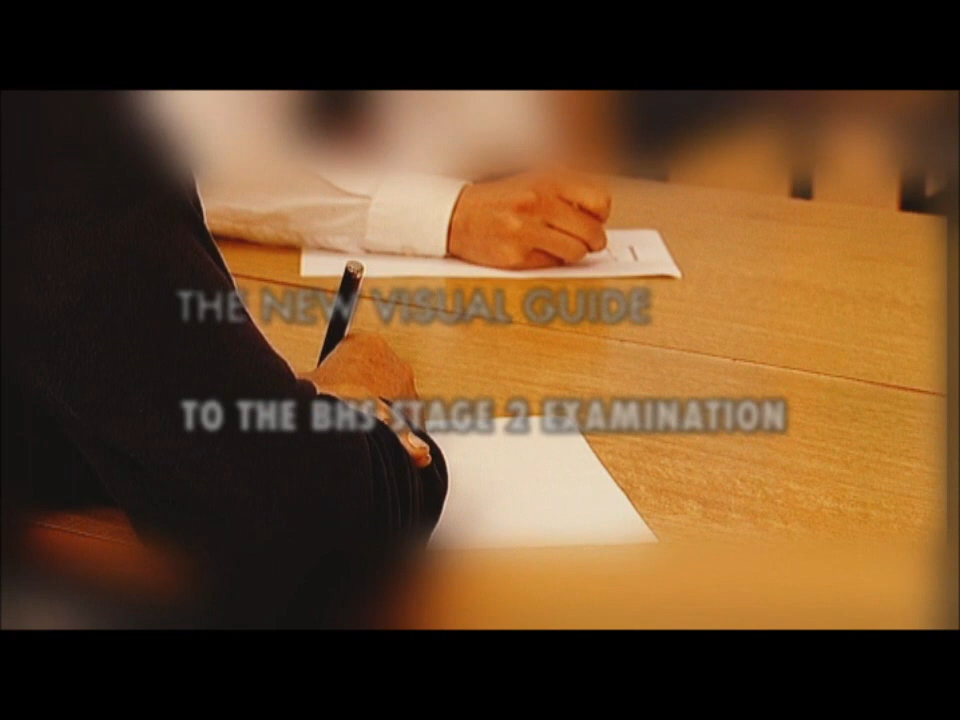 THE NEW VISUAL GUIDE
TO THE BHS STAGE 2 EXAMINATION